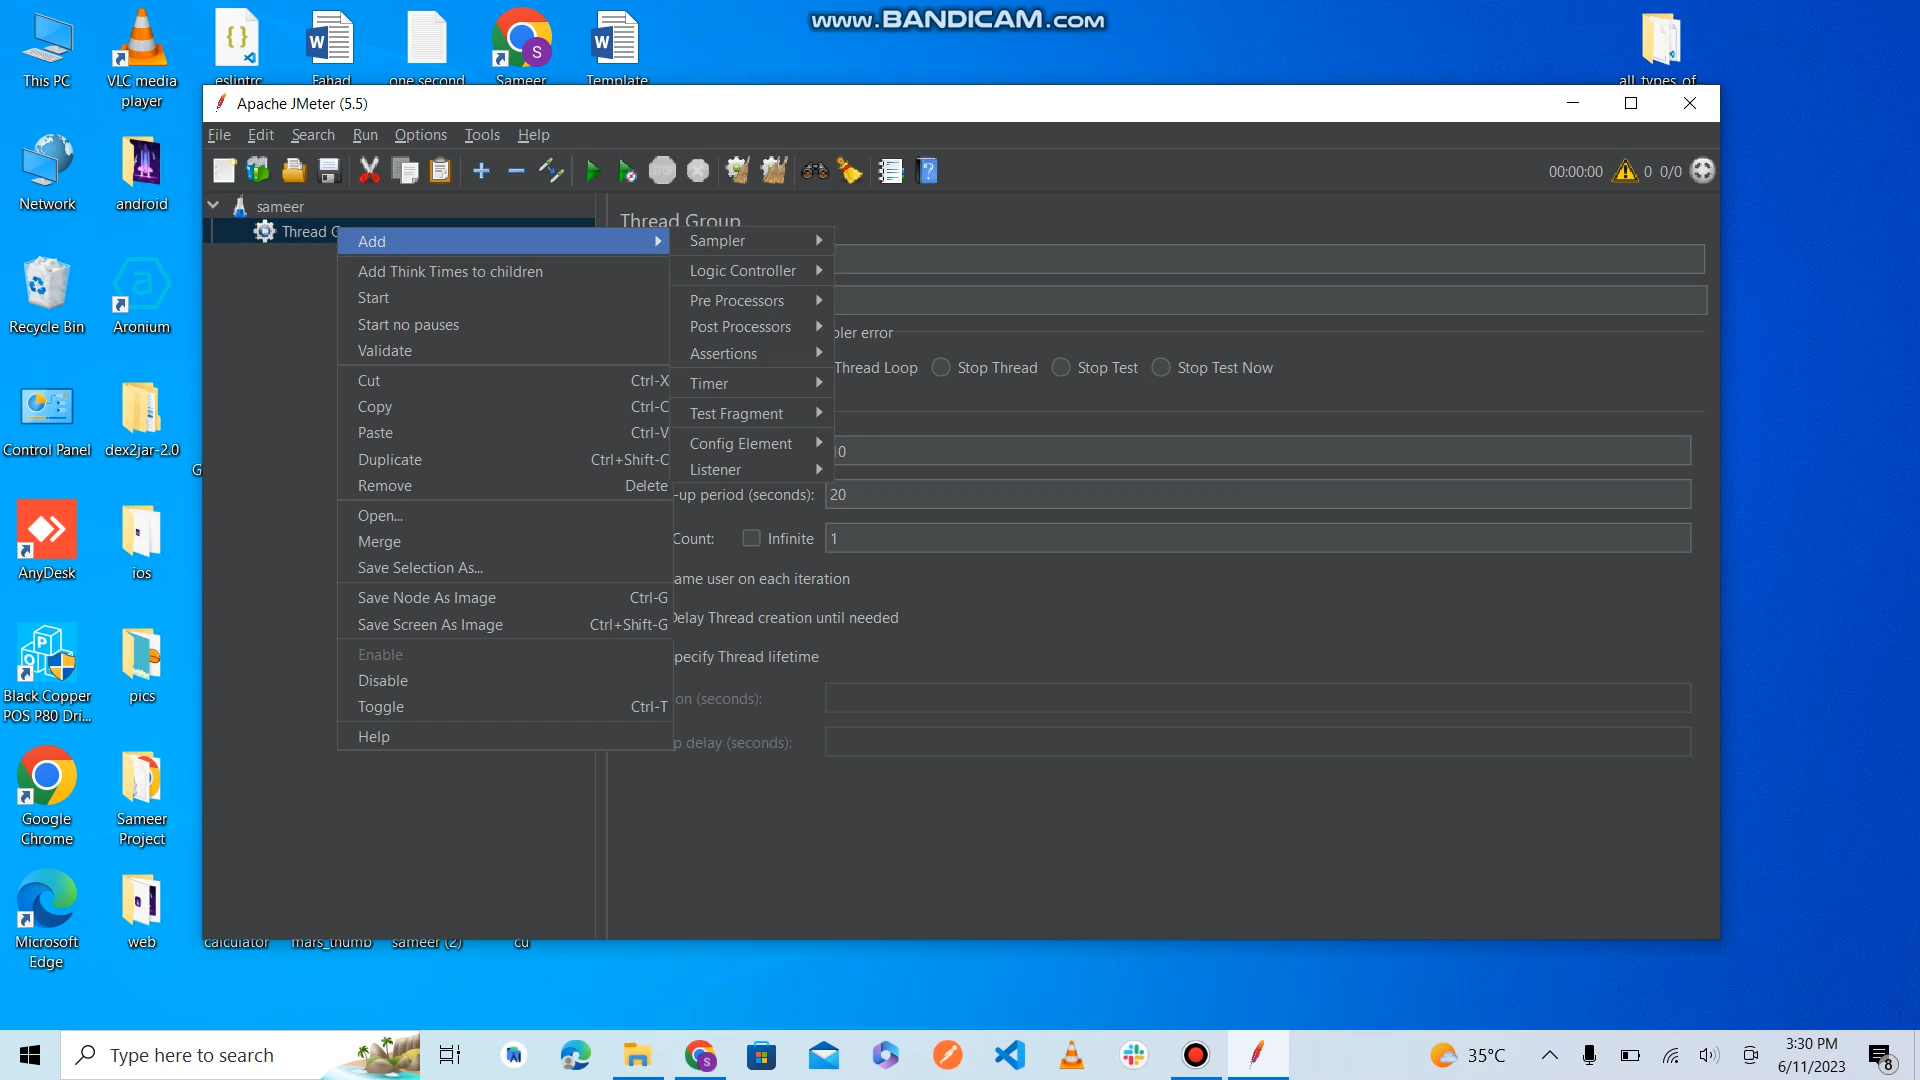 www.BANDICAM.com
This PC
VLC media
player
eslintrc
Fahad
one second
Sameer
Template
all types of
Network
android
Recycle Bin
Aronium
Control Panel
dex2jar-2.0
G
AnyDesk
ios
Black Copper
POS P80 Dri...
pics
Google
Chrome
Sameer
Project
Microsoft
Edge
web
calculator
mars_thumb
sameer (2)
cu
Apache JMeter (5.5)
File Edit Search Run Options Tools Help
STOP
00:00:00 0 0/0
sameer
Thread G
Thread Group
Add
Add Think Times to children
Start
Start no pauses
Validate
Cut Ctrl-X
Copy Ctrl-C
Paste Ctrl-V
Duplicate Ctrl+Shift-C
Remove Delete
Open...
Merge
Save Selection As...
Save Node As Image Ctrl-G
Save Screen As Image Ctrl+Shift-G
Enable
Disable
Toggle Ctrl-T
Help
Sampler
Logic Controller
Pre Processors
Post Processors
Assertions
Timer
Test Fragment
Config Element
Listener
pler error
Thread Loop Stop Thread Stop Test Stop Test Now
10
-up period (seconds): 20
Count: Infinite 1
ame user on each iteration
Delay Thread creation until needed
pecify Thread lifetime
on (seconds):
p delay (seconds):
Type here to search
35°C
3:30 PM
6/11/2023
8